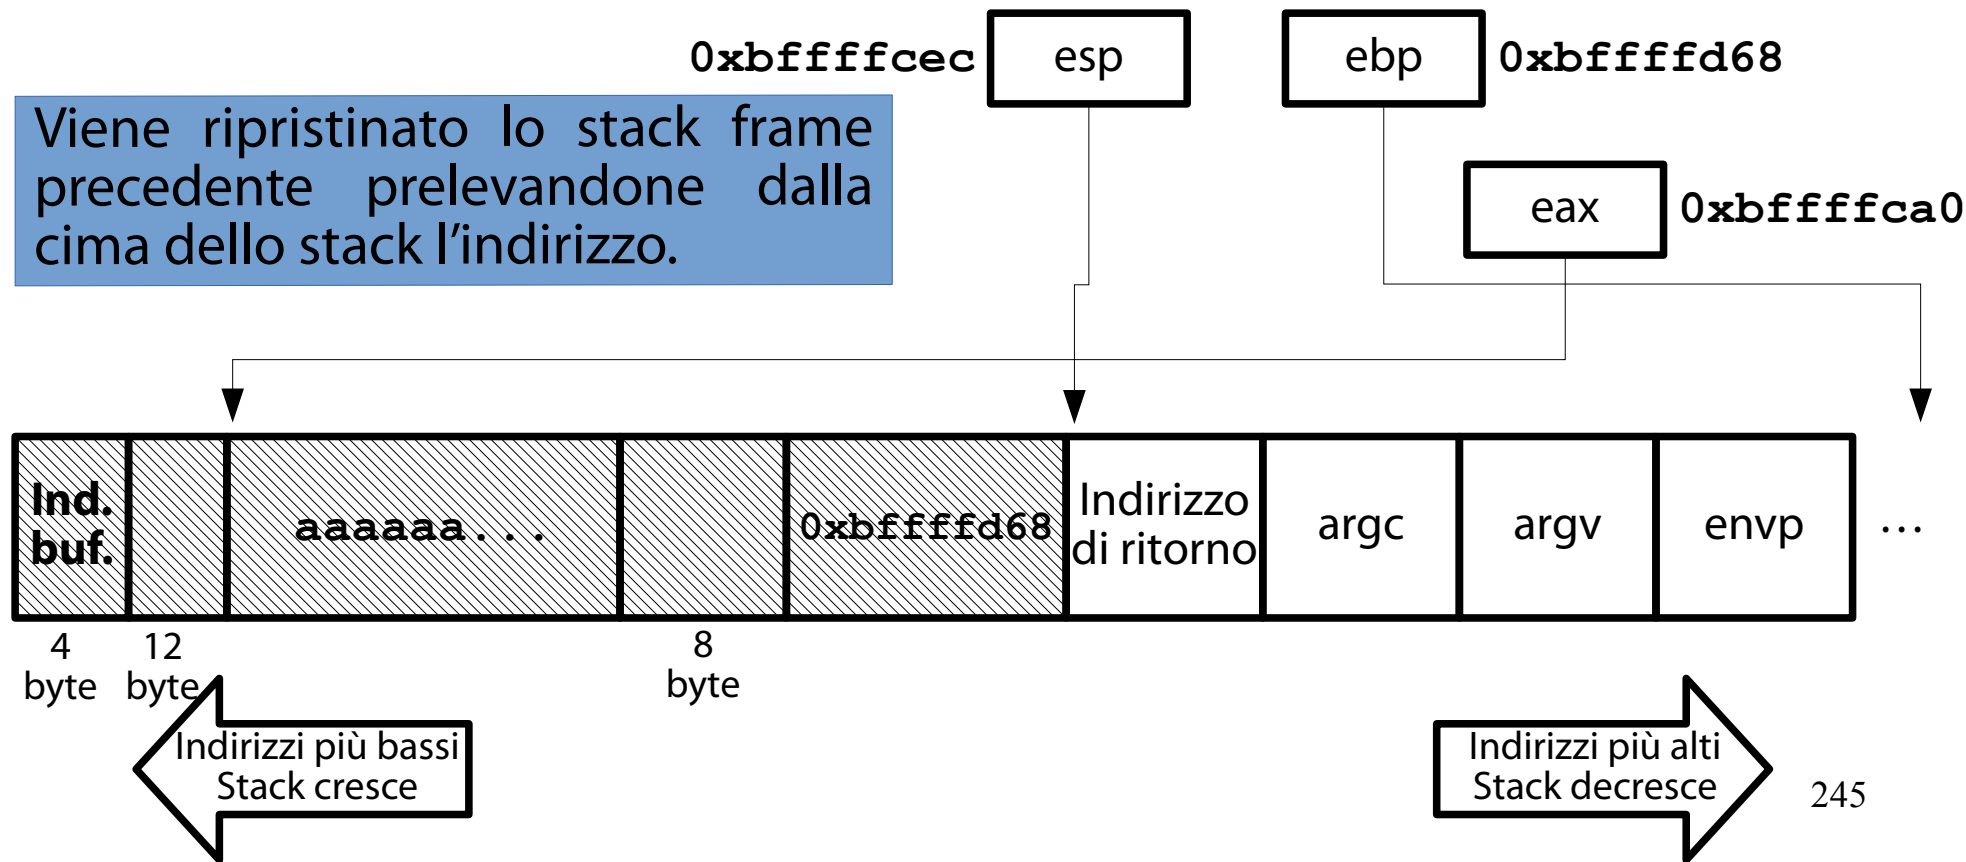 0xbffffcec
esp
ebp
0xbffffd68
Viene ripristinato lo stack frame
precedente prelevandone dalla
cima dello stack l’indirizzo.
eax
0xbffffca0
Ind.
buf.
aaaaaa...
0xbffffd68
Indirizzo
di ritorno
argc
argv
envp
...
4
byte
12
byte
8
byte
Indirizzi più bassi
Stack cresce
Indirizzi più alti
Stack decresce
245